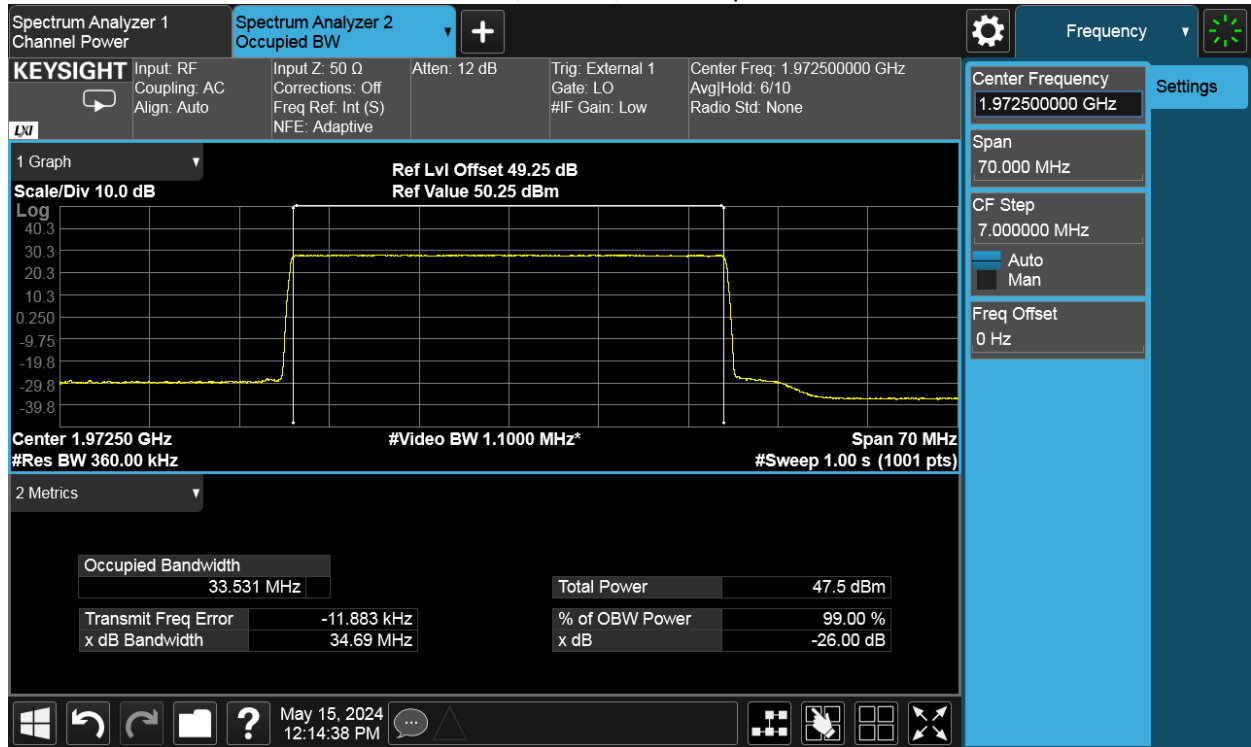 Spectrum Analyzer 1
Channel Power
Spectrum Analyzer 2
Occupied BW
Frequency
KEYSIGHT
LXI
Input: RF
Coupling: AC
Align: Auto
Input Z: 50 Ω
Corrections: Off
Freq Ref: Int (S)
NFE: Adaptive
Atten: 12 dB
Trig: External 1
Gate: LO
#IF Gain: Low
Center Freq: 1.972500000 GHz
Avg|Hold: 6/10
Radio Std: None
Center Frequency
1.972500000 GHz
Settings
Span
70.000 MHz
CF Step
7.000000 MHz
Auto
Man
Freq Offset
0 Hz
1 Graph
Ref Lvl Offset 49.25 dB
Scale/Div 10.0 dB
Ref Value 50.25 dBm
Log
40.3
30.3
20.3
10.3
0.250
-9.75
-19.8
-29.8
-39.8
Center 1.97250 GHz
#Video BW 1.1000 MHz*
Span 70 MHz
#Res BW 360.00 kHz
#Sweep 1.00 s (1001 pts)
2 Metrics
Occupied Bandwidth
33.531 MHz
Total Power 47.5 dBm
Transmit Freq Error -11.883 kHz
% of OBW Power 99.00 %
x dB Bandwidth 34.69 MHz
x dB -26.00 dB
?
May 15, 2024
12:14:38 PM